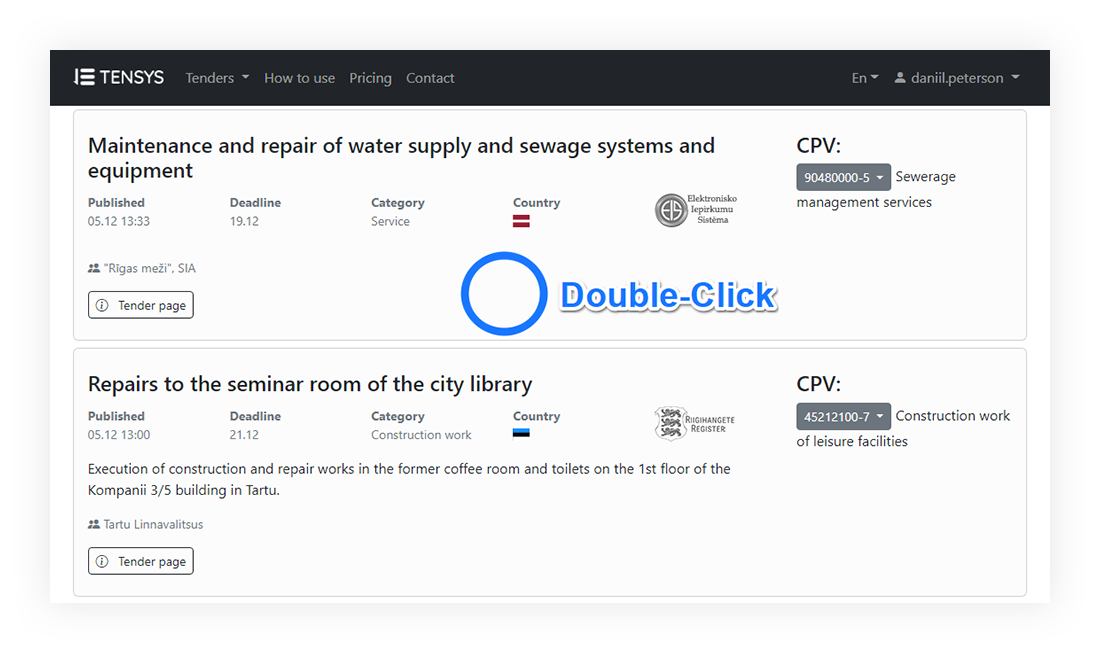 TENSYS Tenders How to use Pricing Contact En daniil.peterson
Maintenance and repair of water supply and sewage systems and
equipment
Published Deadline Category Country
05.12 13:33 19.12 Service
Elektronisko
Iepirkumu
Sistēma
EIS
CPV:
90480000-5 Sewerage
management services
"Rīgas meži", SIA
Double-Click
Tender page
Repairs to the seminar room of the city library
Published Deadline Category Country
05.12 13:00 21.12 Construction work
RIIGIHANGETE
REGISTER
CPV:
45212100-7 Construction work
of leisure facilities
Execution of construction and repair works in the former coffee room and toilets on the 1st floor of the
Kompanii 3/5 building in Tartu.
Tartu Linnavalitsus
Tender page